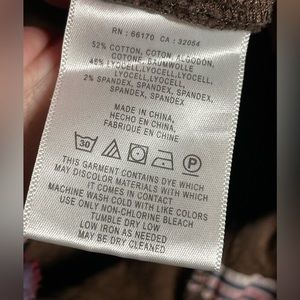 RN : 66170 CA : 32054
52% COTTON, COTON, ALGODON,
COTONE, BAUMWOLLE
46% LYOCELL, LYOCELL,
LYOCELL, LYOCELL, LYOCELL
2% SPANDEX, SPANDEX, SPANDEX,
SPANDEX, SPANDEX
MADE IN CHINA,
HECHO EN CHINA,
FABRIQUÉ EN CHINE
30 P
THIS GARMENT CONTAINS DYE WHICH
MAY DISCOLOR MATERIALS WITH WHICH
IT COMES IN CONTACT
MACHINE WASH COLD WITH LIKE COLORS
USE ONLY NON-CHLORINE BLEACH
TUMBLE DRY LOW
LOW IRON AS NEEDED
MAY BE DRY CLEANED